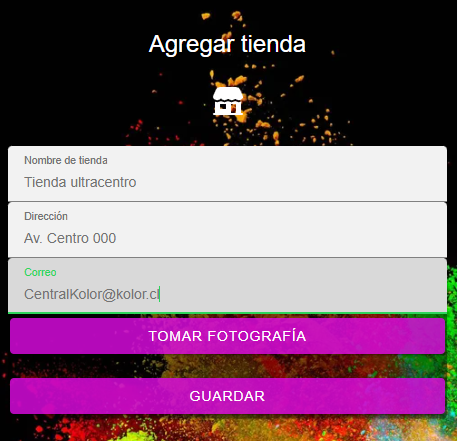 Agregar tienda
Nombre de tienda
Tienda ultracentro
Dirección
Av. Centro 000
Correo
CentralKolor@kolor.cl
TOMAR FOTOGRAFÍA
GUARDAR